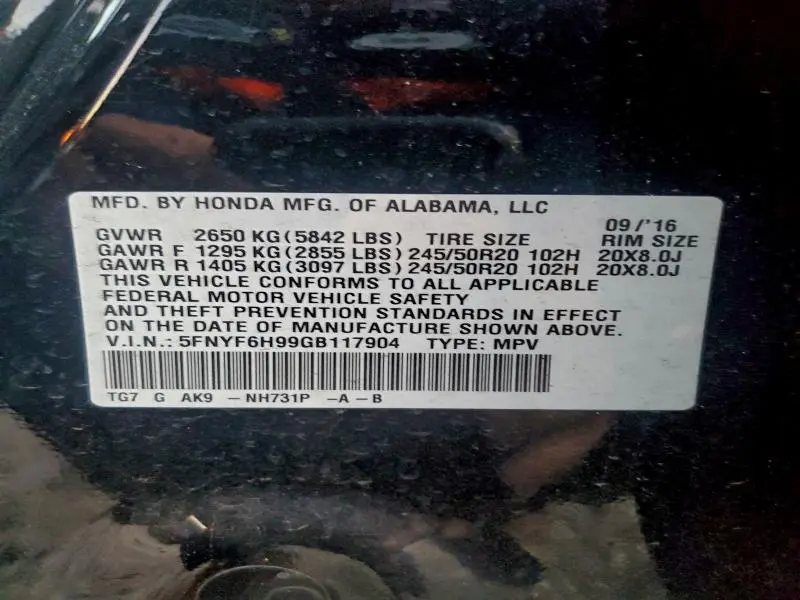 MFD. BY HONDA MFG. OF ALABAMA, LLC
09/'16
GVWR 2650 KG(5842 LBS) TIRE SIZE RIM SIZE
GAWR F 1295 KG(2855 LBS)245/50R20 102H 20X8.0J
GAWR R 1405 KG(3097 LBS)245/50R20 102H 20X8.0J
THIS VEHICLE CONFORMS TO ALL APPLICABLE
FEDERAL MOTOR VEHICLE SAFETY
AND THEFT PREVENTION STANDARDS IN EFFECT
ON THE DATE OF MANUFACTURE SHOWN ABOVE.
V.I.N.: 5FNYF6H99GB117904 TYPE: MPV
TG7 G AK9 -NH731P -A-B